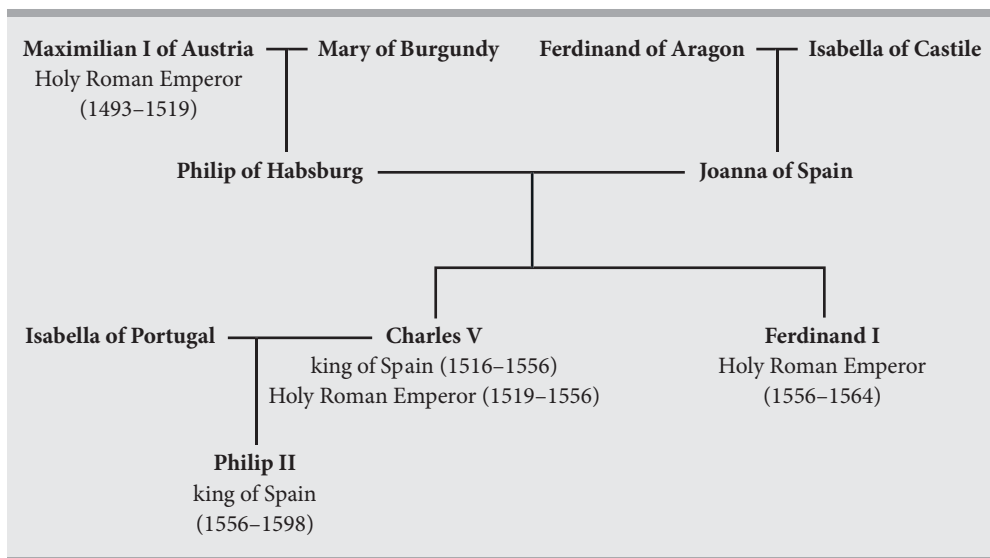 Maximilian I of Austria Mary of Burgundy Ferdinand of Aragon Isabella of Castile
Holy Roman Emperor
(1493–1519)
Philip of Habsburg Joanna of Spain
Isabella of Portugal Charles V Ferdinand I
king of Spain (1516–1556) Holy Roman Emperor
Holy Roman Emperor (1519–1556) (1556–1564)
Philip II
king of Spain
(1556–1598)